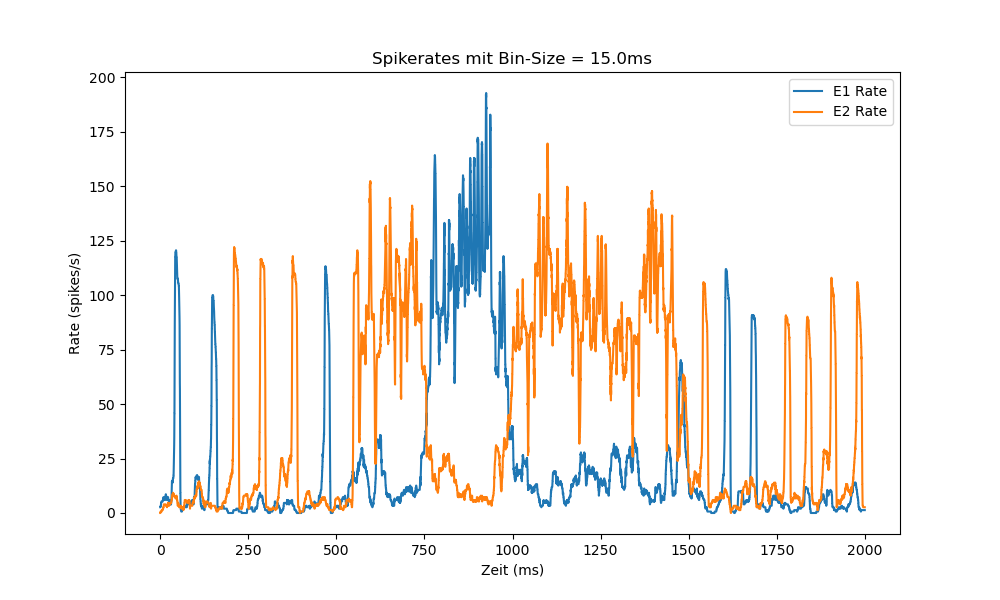 Spikerates mit Bin-Size = 15.0ms
E1 Rate
E2 Rate
200
175
150
125
100
75
50
25
0
Rate (spikes/s)
0 250 500 750 1000 1250 1500 1750 2000
Zeit (ms)